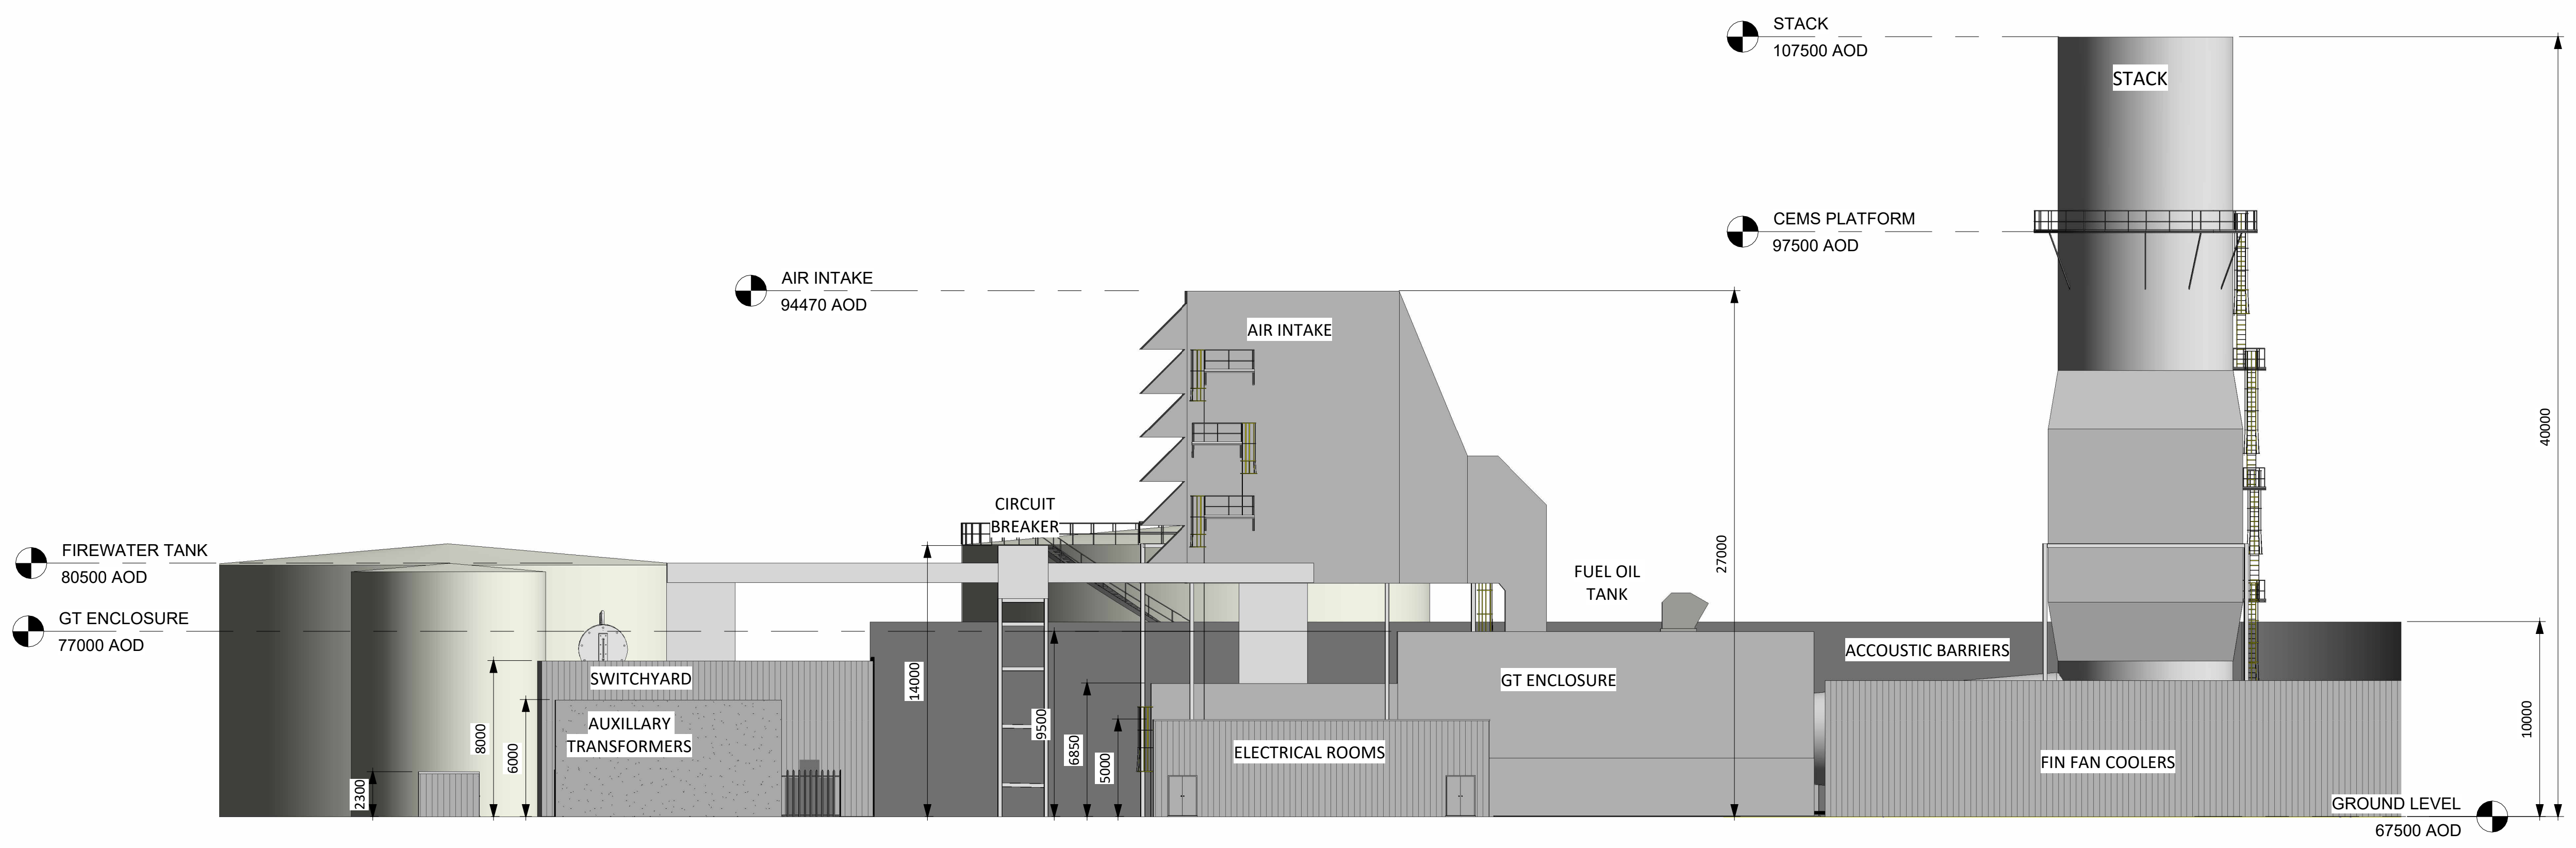 STACK
107500 AOD
STACK
CEMS PLATFORM
97500 AOD
AIR INTAKE
94470 AOD
AIR INTAKE
40000
CIRCUIT
BREAKER
27000
FIREWATER TANK
80500 AOD
FUEL OIL
TANK
GT ENCLOSURE
77000 AOD
ACCOUSTIC BARRIERS
SWITCHYARD
14000
GT ENCLOSURE
AUXILLARY
TRANSFORMERS
8000
6000
9500
6850
5000
ELECTRICAL ROOMS
FIN FAN COOLERS
10000
2300
GROUND LEVEL
67500 AOD